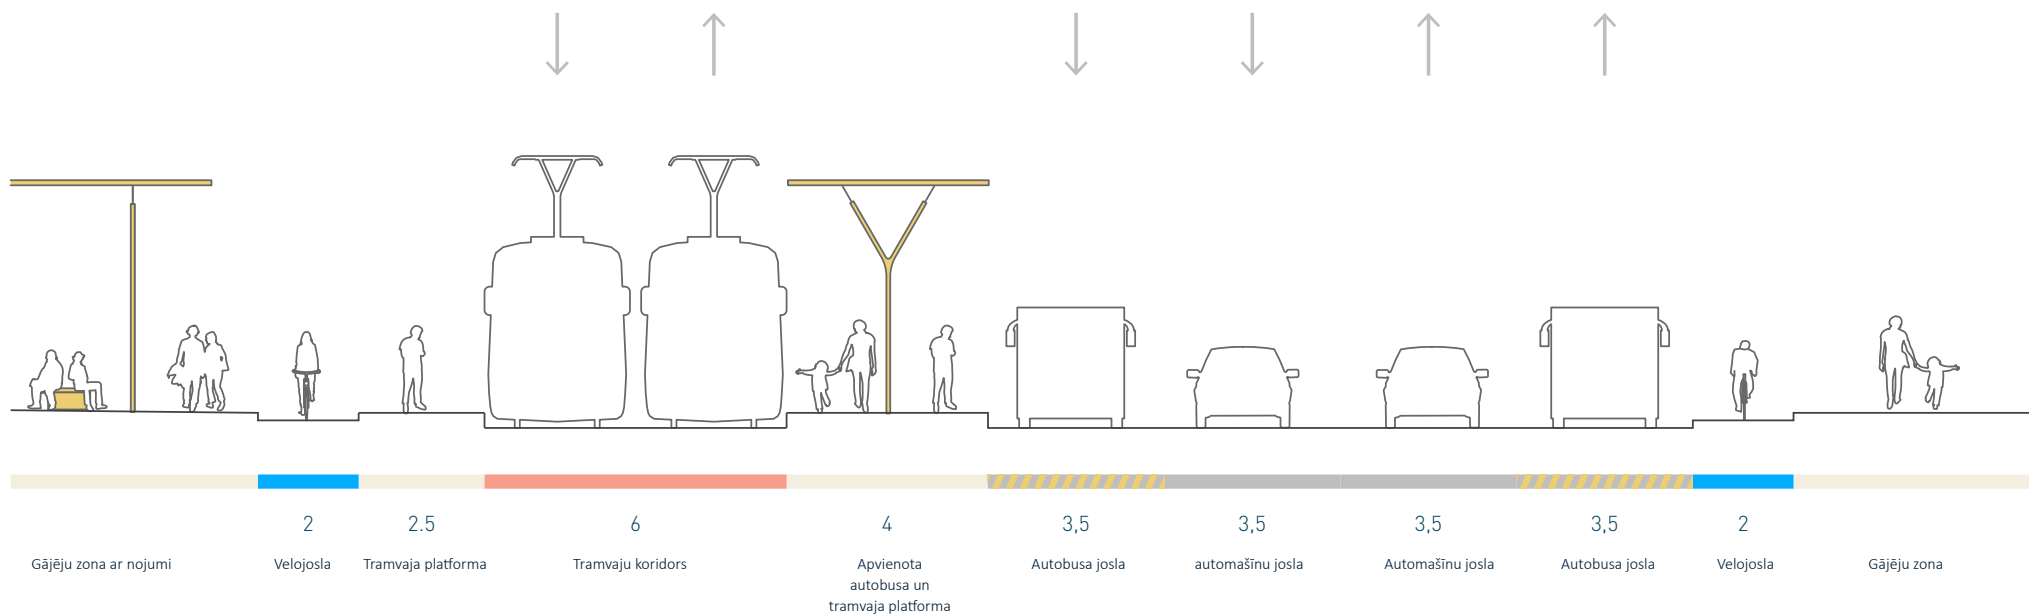 2
2.5
6
4
3,5
3,5
3,5
3,5
2
Gājēju zona ar nojumi
Velojosla
Tramvaja platforma
Tramvaju koridors
Apvienota
autobusa un
tramvaja platforma
Autobusa josla
automašīnu josla
Automašīnu josla
Autobusa josla
Velojosla
Gājēju zona